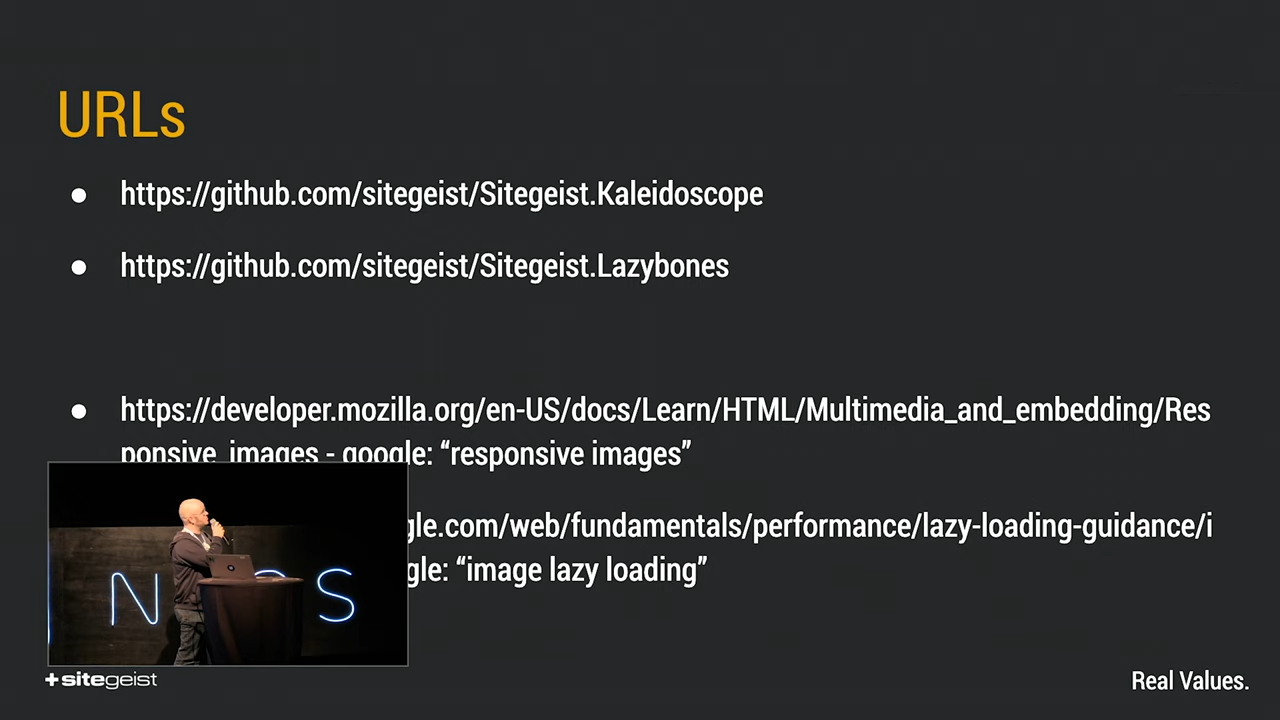 URLs
● https://github.com/sitegeist/Sitegeist.Kaleidoscope
● https://github.com/sitegeist/Sitegeist.Lazybones
● https://developer.mozilla.org/en-US/docs/Learn/HTML/Multimedia_and_embedding/Res
ponsive_images - google: “responsive images”
gle.com/web/fundamentals/performance/lazy-loading-guidance/i
gle: “image lazy loading”
N S
+sitegeist
Real Values.